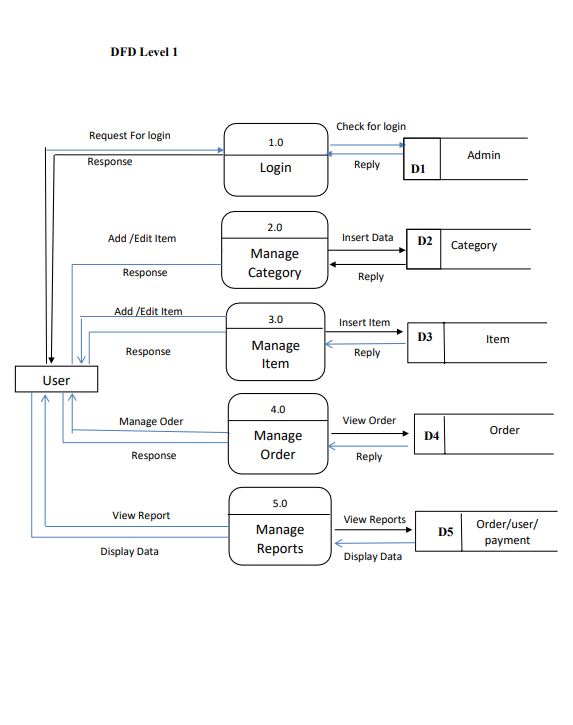 DFD Level 1
Check for login
Request For login
1.0
Response
Login
Reply
D1
Admin
2.0
Add /Edit Item
Insert Data
D2
Category
Manage
Category
Response
Reply
Add /Edit Item
3.0
Insert Item
D3
Item
Manage
Item
Response
Reply
User
4.0
Manage Oder
View Order
D4
Order
Manage
Order
Response
Reply
5.0
View Report
View Reports
D5
Order/user/
payment
Manage
Reports
Display Data
Display Data